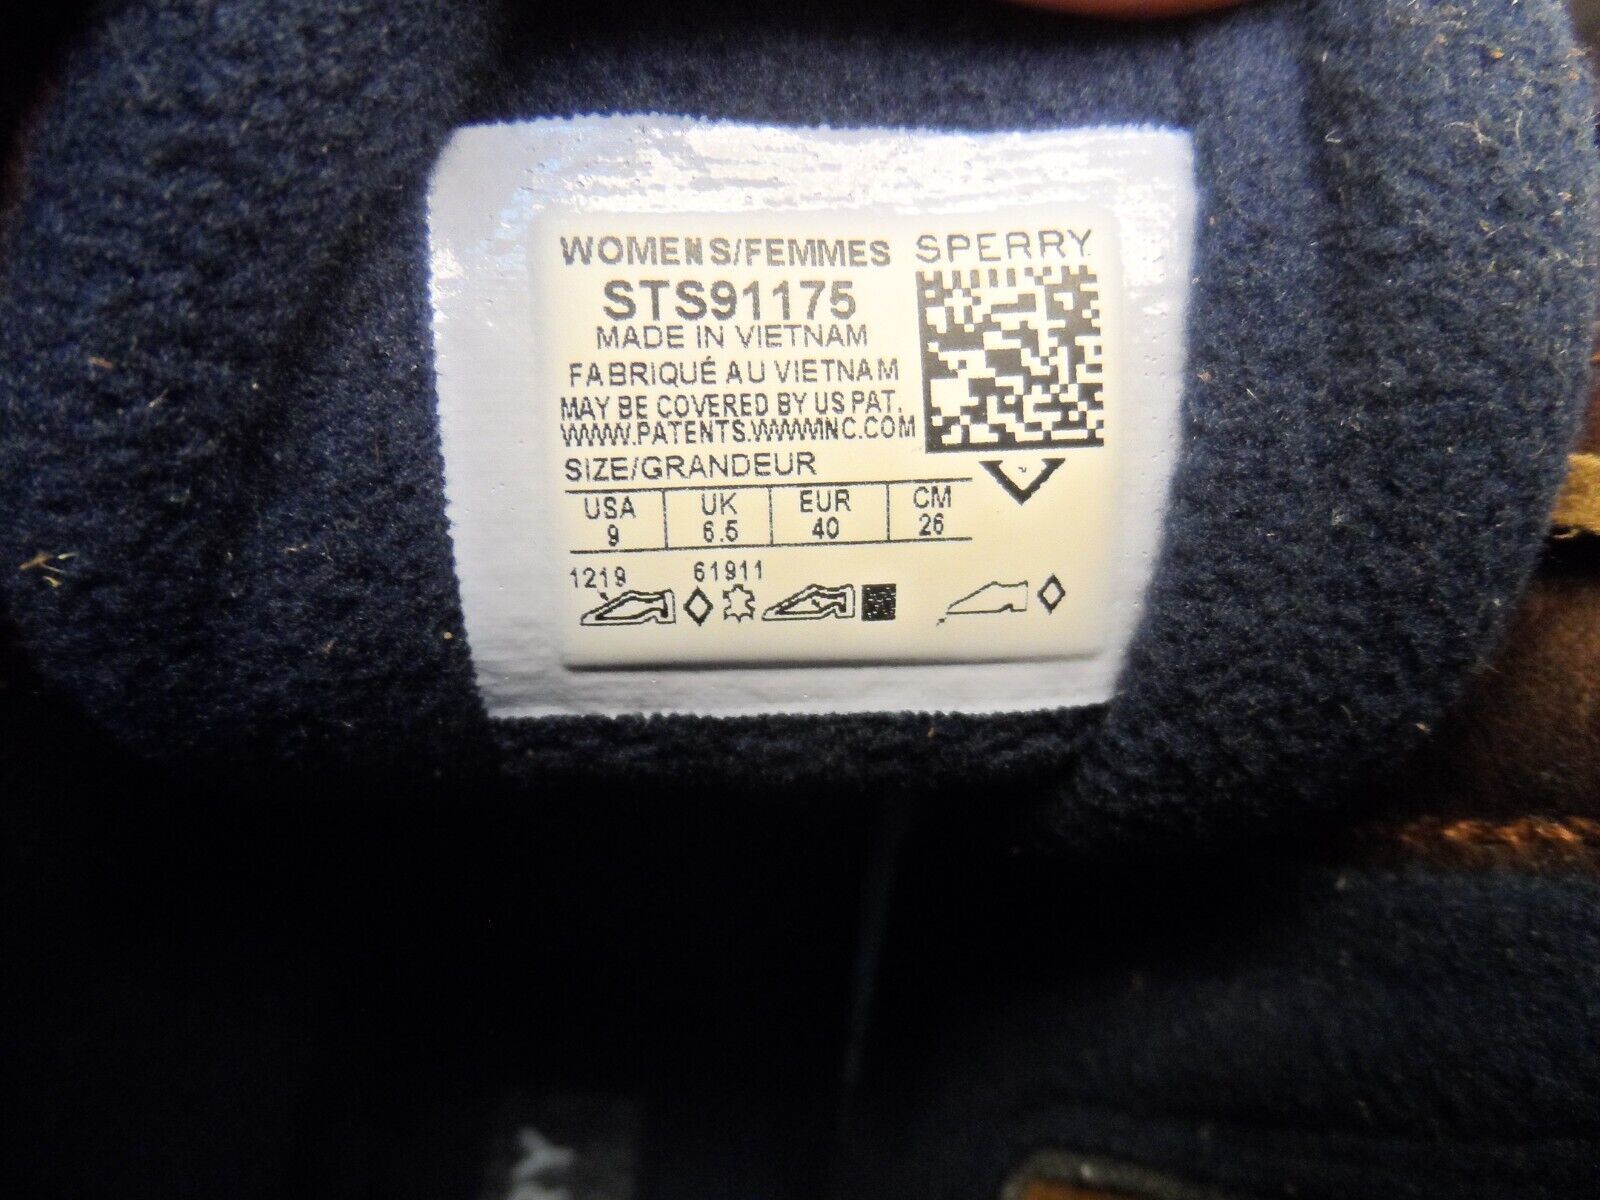 WOMENS/FEMMES SPERRY
STS91175
MADE IN VIETNAM
FABRIQUÉ AU VIETNAM
MAY BE COVERED BY US PAT.
WWW.PATENTS.WWWINC.COM
SIZE/GRANDEUR
USA UK EUR CM
9 6.5 40 26
1219 61911